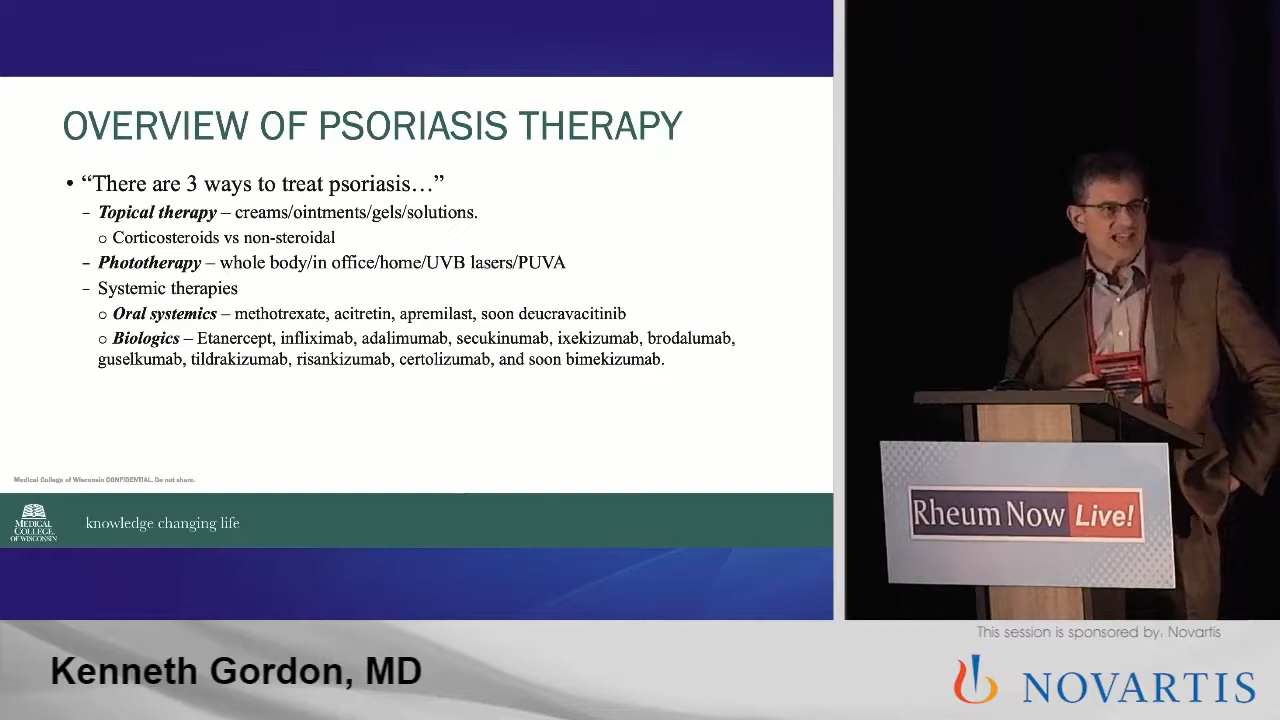 OVERVIEW OF PSORIASIS THERAPY
• “There are 3 ways to treat psoriasis…”
– Topical therapy – creams/ointments/gels/solutions.
o Corticosteroids vs non-steroidal
– Phototherapy – whole body/in office/home/UVB lasers/PUVA
– Systemic therapies
o Oral systemics – methotrexate, acitretin, apremilast, soon deucravacitinib
o Biologics – Etanercept, infliximab, adalimumab, secukinumab, ixekizumab, brodalumab,
guselkumab, tildrakizumab, risankizumab, certolizumab, and soon bimekizumab.
Medical College of Wisconsin CONFIDENTIAL. Do not share.
MEDICAL
COLLEGE
OF WISCONSIN
knowledge changing life
Rheum Now Live!
This session is sponsored by: Novartis
Kenneth Gordon, MD
NOVARTIS